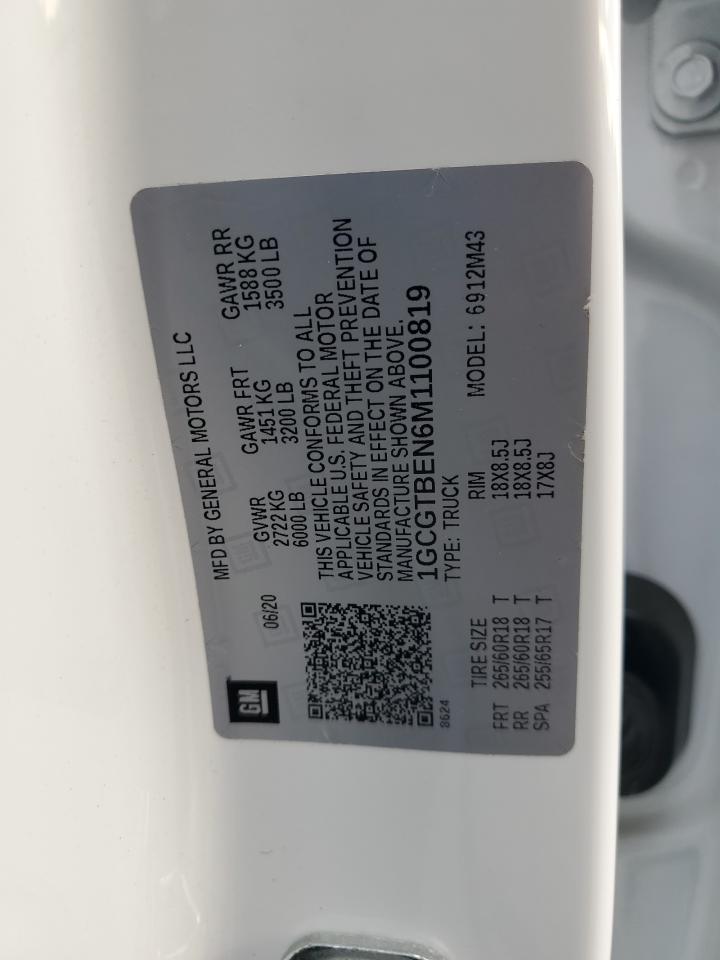 GM
06/20
MFD BY GENERAL MOTORS LLC
GVWR GAWR FRT GAWR RR
2722 KG 1451 KG 1588 KG
6000 LB 3200 LB 3500 LB
THIS VEHICLE CONFORMS TO ALL
APPLICABLE U.S. FEDERAL MOTOR
VEHICLE SAFETY AND THEFT PREVENTION
STANDARDS IN EFFECT ON THE DATE OF
MANUFACTURE SHOWN ABOVE.
1GCGTBEN6M1100819
8624
TYPE: TRUCK
MODEL: 6912M43
TIRE SIZE RIM
FRT 265/60R18 T 18X8.5J
RR 265/60R18 T 18X8.5J
SPA 255/65R17 T 17X8J